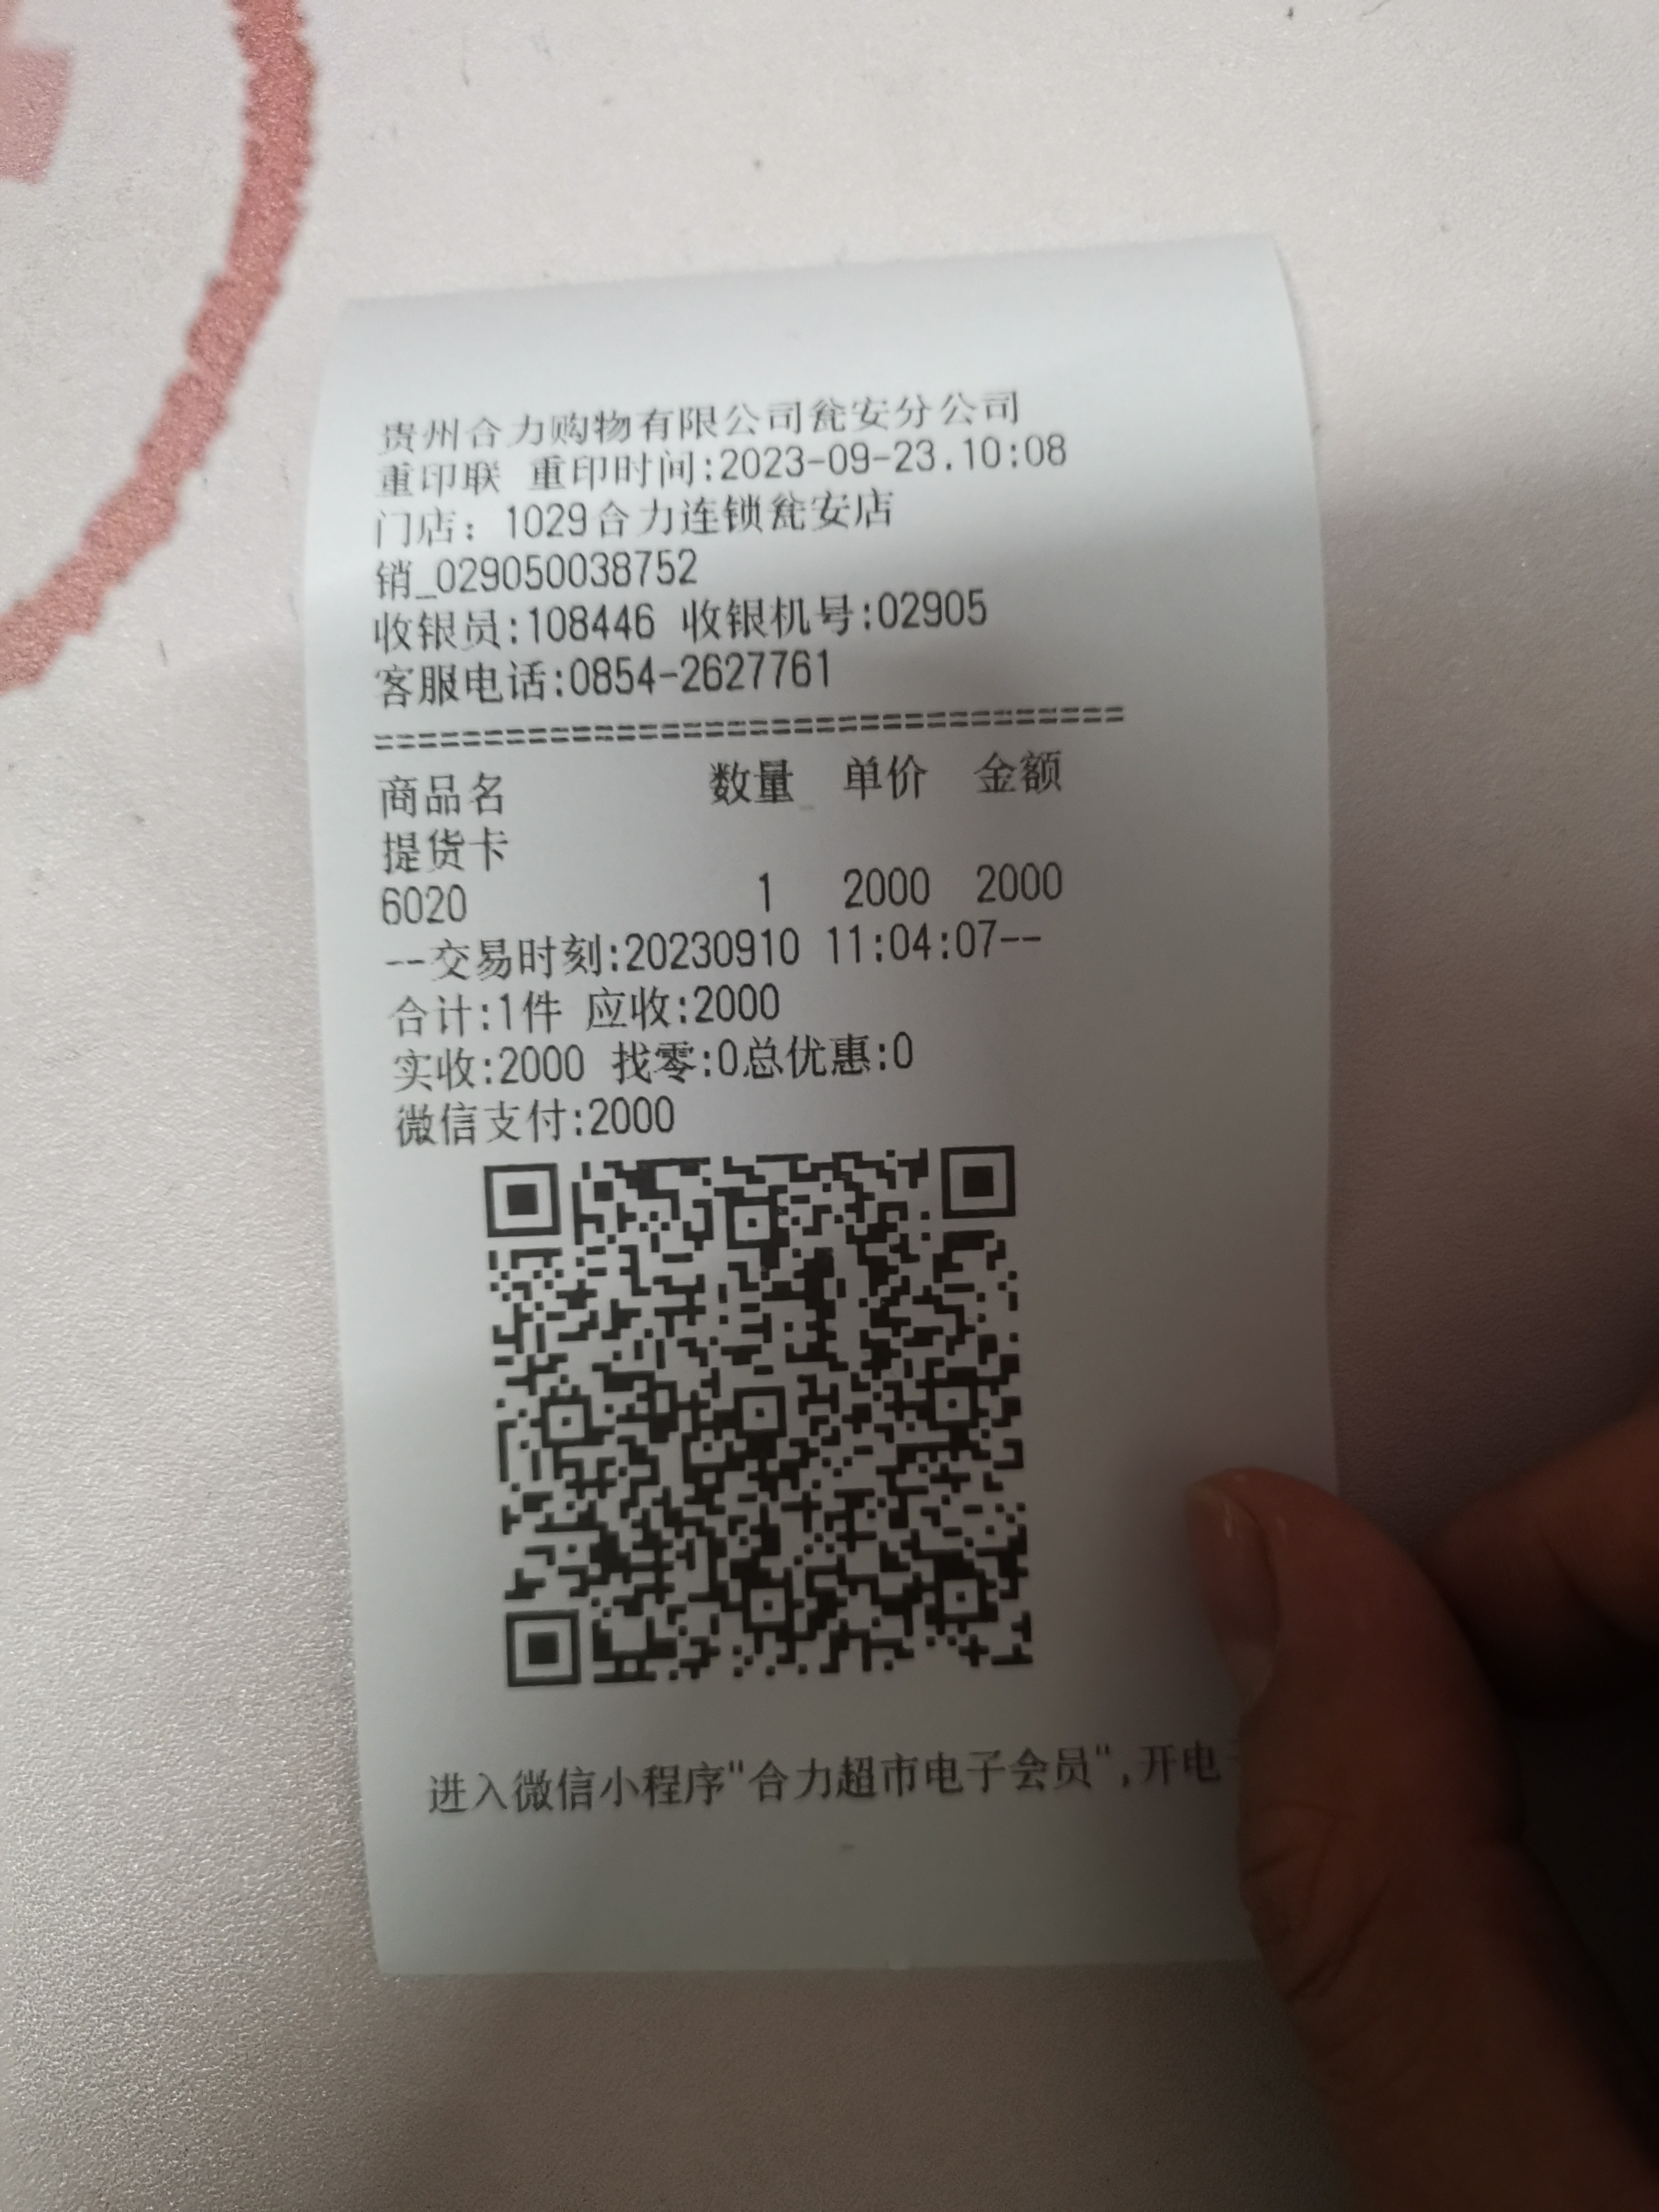 贵州合力购物有限公司瓮安分公司
重印联 重印时间:2023-09-23.10:08
门店：1029合力连锁瓮安店
销_029050038752
收银员:108446 收银机号:02905
客服电话:0854-2627761
==================================
商品名 数量 单价 金额
提货卡
6020 1 2000 2000
--交易时刻:20230910 11:04:07--
合计:1件 应收:2000
实收:2000 找零:0总优惠:0
微信支付:2000
进入微信小程序"合力超市电子会员",开电